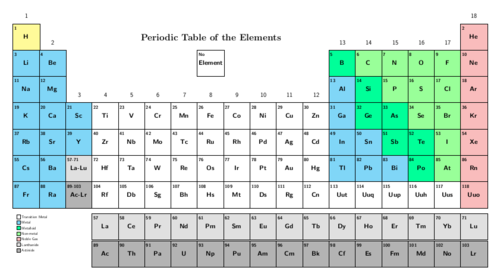 1 18
1 2
H He
Periodic Table of the Elements
2 13 14 15 16 17
No
Element
3 4 5 6 7 8 9 10
Li Be B C N O F Ne
11 12 13 14 15 16 17 18
Na Mg Al Si P S Cl Ar
3 4 5 6 7 8 9 10 11 12
19 20 21 22 23 24 25 26 27 28 29 30 31 32 33 34 35 36
K Ca Sc Ti V Cr Mn Fe Co Ni Cu Zn Ga Ge As Se Br Kr
37 38 39 40 41 42 43 44 45 46 47 48 49 50 51 52 53 54
Rb Sr Y Zr Nb Mo Tc Ru Rh Pd Ag Cd In Sn Sb Te I Xe
55 56 57-71 72 73 74 75 76 77 78 79 80 81 82 83 84 85 86
Cs Ba La-Lu Hf Ta W Re Os Ir Pt Au Hg Tl Pb Bi Po At Rn
87 88 89-103 104 105 106 107 108 109 110 111 112 113 114 115 116 117 118
Fr Ra Ac-Lr Rf Db Sg Bh Hs Mt Ds Rg Cn Uut Uuq Uup Uuh Uus Uuo
57 58 59 60 61 62 63 64 65 66 67 68 69 70 71
La Ce Pr Nd Pm Sm Eu Gd Tb Dy Ho Er Tm Yb Lu
89 90 91 92 93 94 95 96 97 98 99 100 101 102 103
Ac Th Pa U Np Pu Am Cm Bk Cf Es Fm Md No Lr
Transition Metal
Metal
Metalloid
Non-metal
Noble Gas
Lanthanide
Actinide